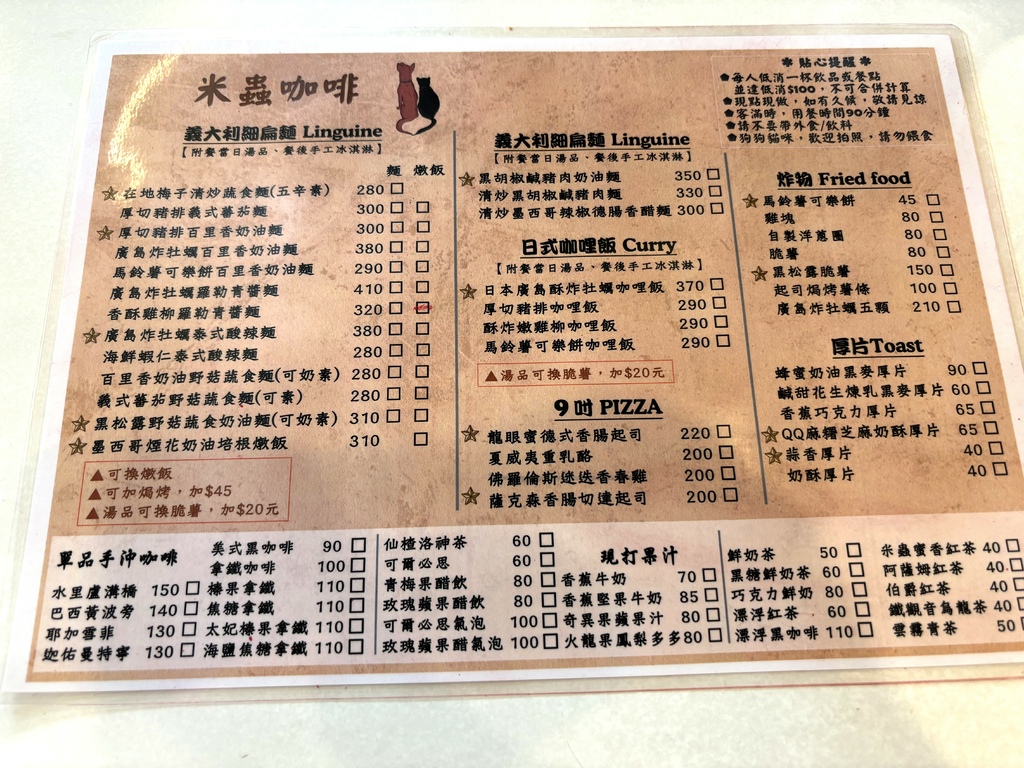 米蟲咖啡
義大利細扁麵 Linguine
【附餐當日湯品、餐後手工冰淇淋】
麵 燉飯
在地梅子清炒蔬食麵(五辛素) 280
厚切豬排義式蕃茄麵 300
厚切豬排百里香奶油麵 300
廣島炸牡蠣百里香奶油麵 380
馬鈴薯可樂餅百里香奶油麵 290
廣島炸牡蠣羅勒青醬麵 410
香酥雞柳羅勒青醬麵 320
廣島炸牡蠣泰式酸辣麵 380
海鮮蝦仁泰式酸辣麵 280
百里香奶油野菇蔬食麵(可奶素) 280
義式蕃茄野菇蔬食麵(可素) 280
黑松露野菇蔬食奶油麵(可奶素) 310
墨西哥煙花奶油培根燉飯 310
▲可換燉飯
▲可加焗烤，加$45
▲湯品可換脆薯，加$20元
義大利細扁麵 Linguine
【附餐當日湯品、餐後手工冰淇淋】
黑胡椒鹹豬肉奶油麵 350
清炒黑胡椒鹹豬肉麵 330
清炒墨西哥辣椒德腸香醋麵 300
日式咖哩飯 Curry
【附餐當日湯品、餐後手工冰淇淋】
日本廣島酥炸牡蠣咖哩飯 370
厚切豬排咖哩飯 290
酥炸嫩雞柳咖哩飯 290
馬鈴薯可樂餅咖哩飯 290
▲湯品可換脆薯，加$20元
9吋 PIZZA
龍眼蜜德式香腸起司 220
夏威夷重乳酪 200
佛羅倫斯迷迭香春雞 200
薩克森香腸切達起司 200
※ 貼心提醒 ※
每人低消一杯飲品或餐點
並達低消$100，不可合併計算
現點現做，如有久候，敬請見諒
客滿時，用餐時間90分鐘
請不要帶外食/飲料
狗狗貓咪，歡迎拍照，請勿餵食
炸物 Fried food
馬鈴薯可樂餅 45
雞塊 80
自製洋蔥圈 80
脆薯 80
黑松露脆薯 150
起司焗烤薯條 100
廣島炸牡蠣五顆 210
厚片Toast
蜂蜜奶油黑麥厚片 90
鹹甜花生煉乳黑麥厚片 60
香蕉巧克力厚片 65
QQ麻糬芝麻奶酥厚片 65
蒜香厚片 40
奶酥厚片 40
單品手沖咖啡
水里盧溝橋 150
巴西黃波旁 140
耶加雪菲 130
迦佑曼特寧 130
美式黑咖啡 90
拿鐵咖啡 100
榛果拿鐵 110
焦糖拿鐵 110
太妃榛果拿鐵 110
海鹽焦糖拿鐵 110
仙楂洛神茶 60
可爾必思 60
青梅果醋飲 80
玫瑰蘋果醋飲 80
可爾必思氣泡 100
玫瑰蘋果醋氣泡 100
現打果汁
香蕉牛奶 70
香蕉堅果牛奶 85
奇異果蘋果汁 80
火龍果鳳梨多多 80
鮮奶茶 50
黑糖鮮奶茶 60
巧克力鮮奶 80
漂浮紅茶 60
漂浮黑咖啡 110
米蟲蜜香紅茶 40
阿薩姆紅茶 40
伯爵紅茶 40
鐵觀音烏龍茶 40
雲霧青茶 50